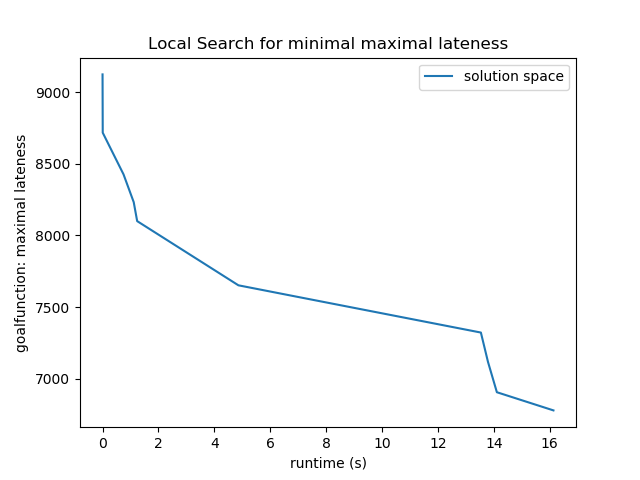 Local Search for minimal maximal lateness
solution space
goalfunction: maximal lateness
9000
8500
8000
7500
7000
0 2 4 6 8 10 12 14 16
runtime (s)